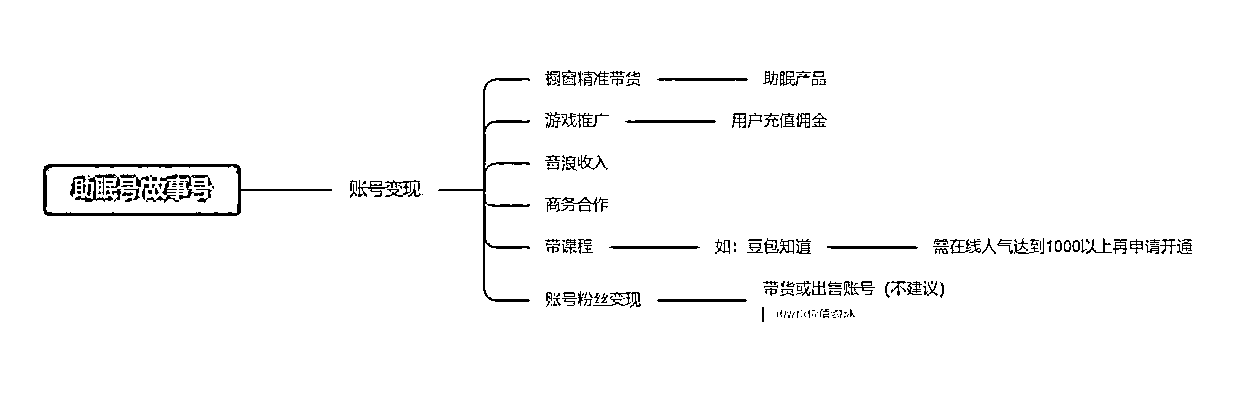 橱窗精准带货
助眠产品
游戏推广
用户充值佣金
音浪收入
助眠号故事号
账号变现
商务合作
带课程
如：豆包知道
需在线人气达到1000以上再申请开通
账号粉丝变现
带货或出售账号（不建议）